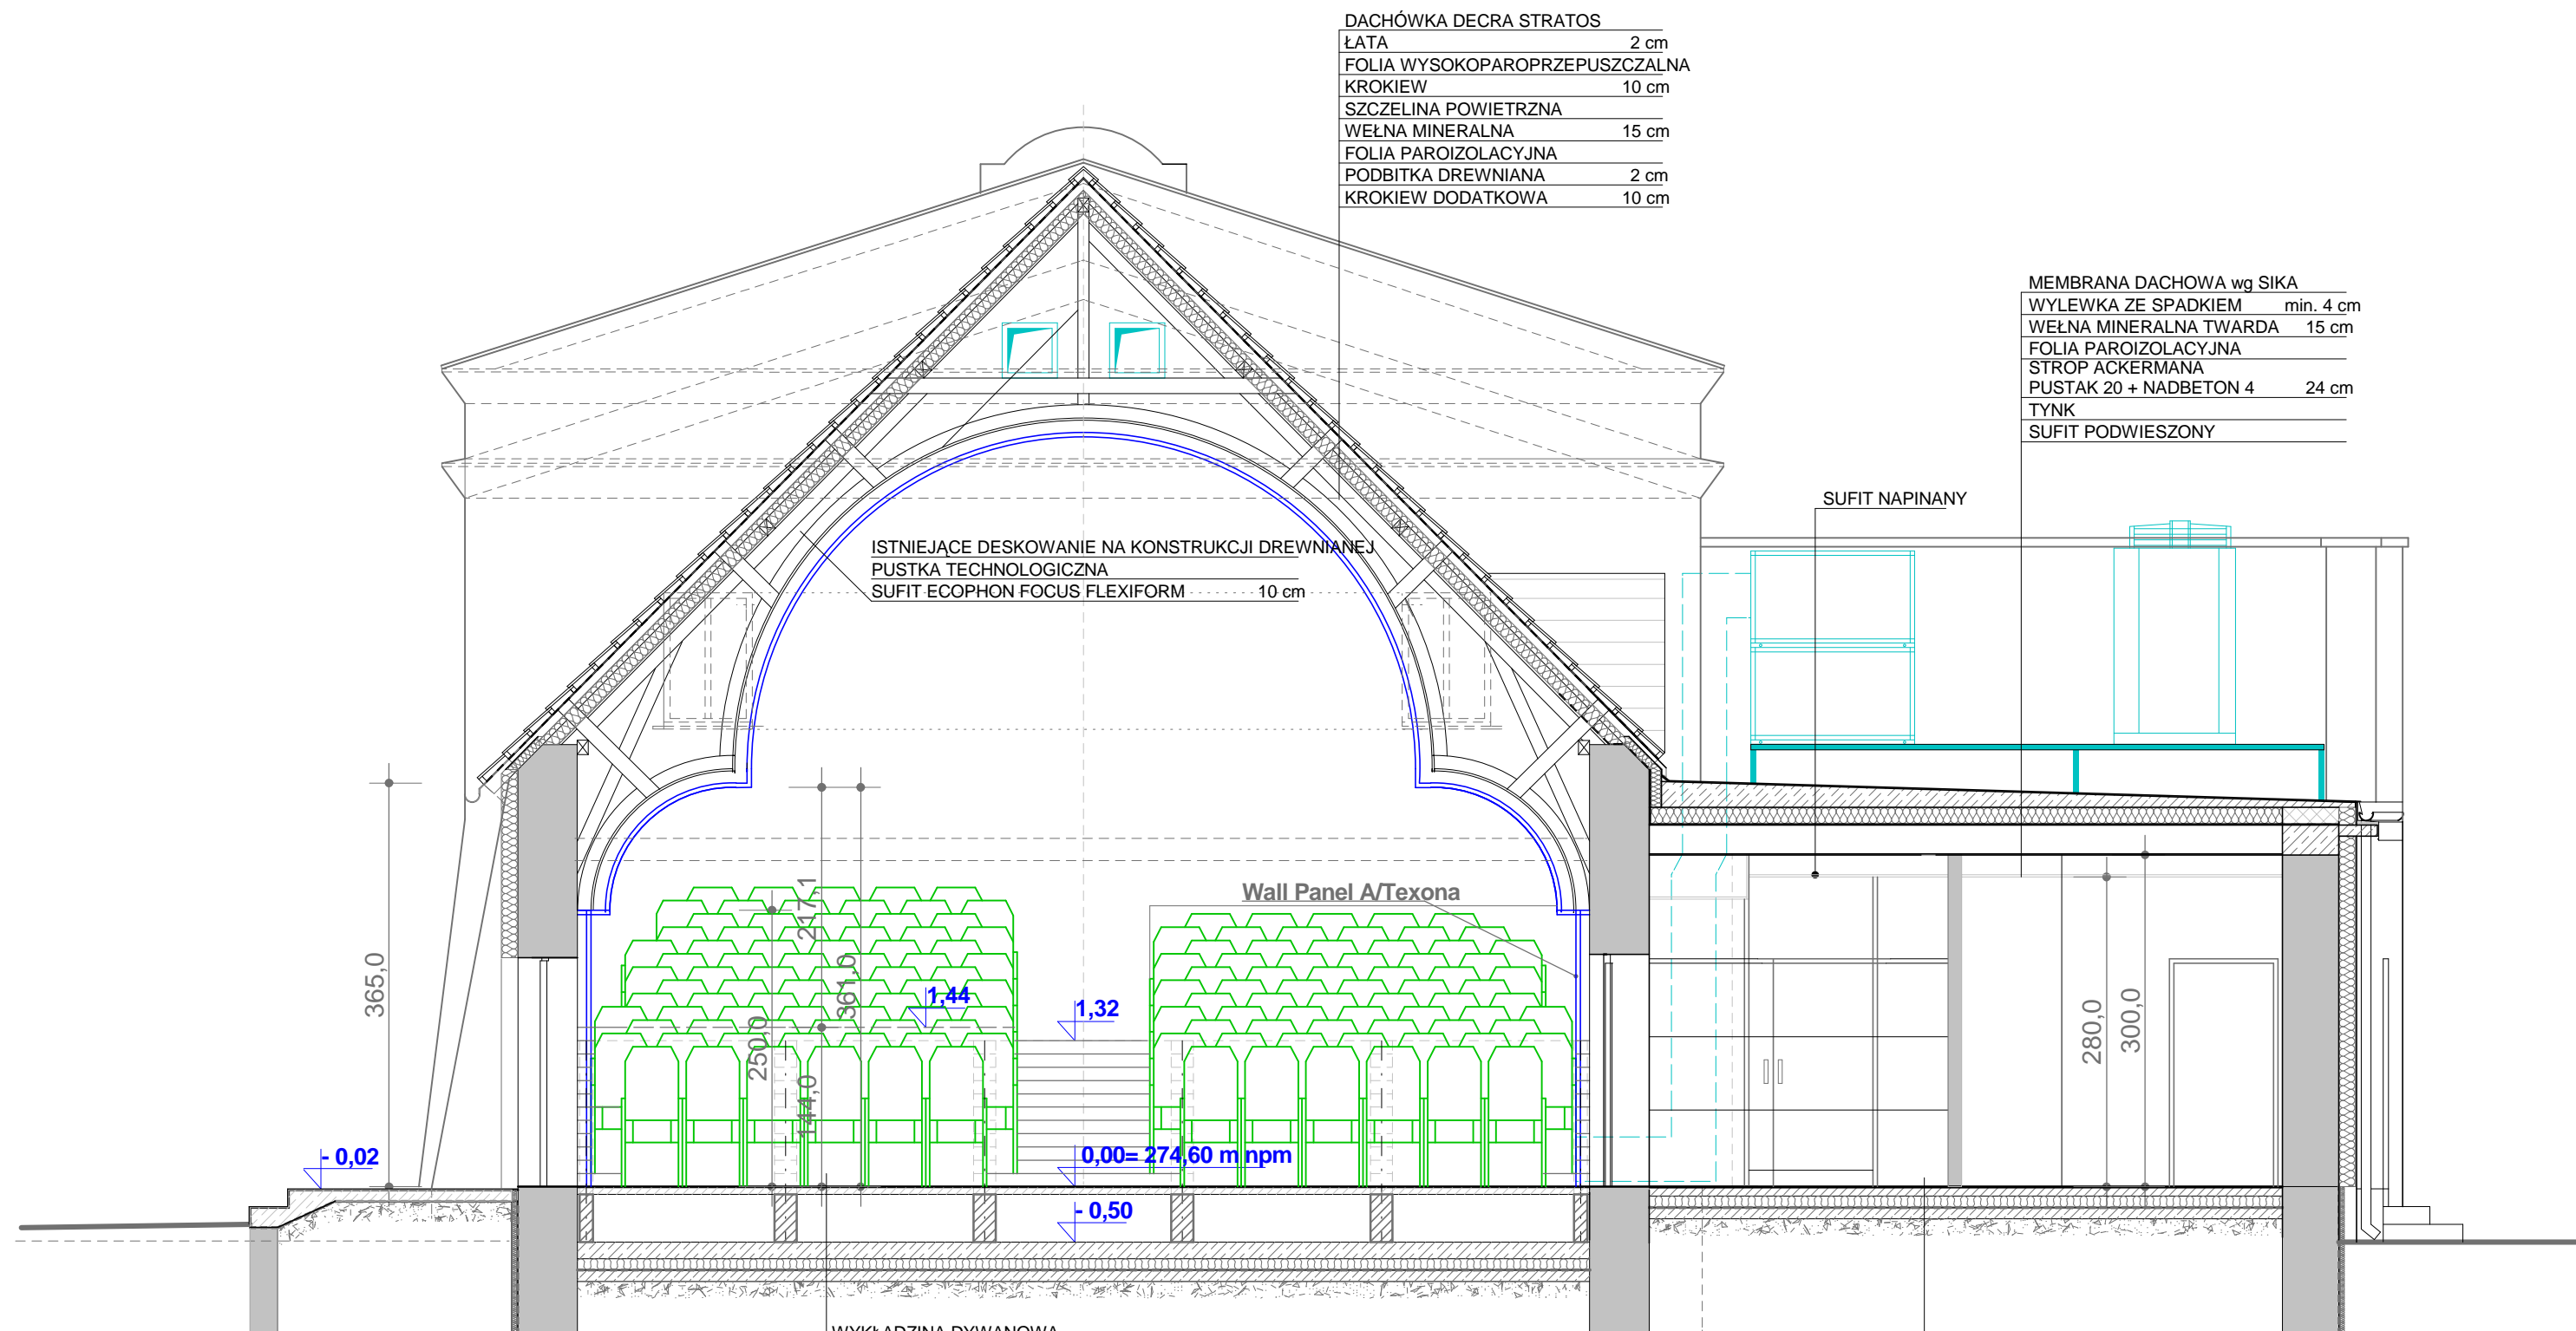 DACHÓWKA DECRA STRATOS
ŁATA 2 cm
FOLIA WYSOKOPAROPRZEPUSZCZALNA
KROKIEW 10 cm
SZCZELINA POWIETRZNA
WEŁNA MINERALNA 15 cm
FOLIA PAROIZOLACYJNA
PODBITKA DREWNIANA 2 cm
KROKIEW DODATKOWA 10 cm
MEMBRANA DACHOWA wg SIKA
WYLEWKA ZE SPADKIEM min. 4 cm
WEŁNA MINERALNA TWARDA 15 cm
FOLIA PAROIZOLACYJNA
STROP ACKERMANA
PUSTAK 20 + NADBETON 4 24 cm
TYNK
SUFIT PODWIESZONY
SUFIT NAPINANY
ISTNIEJĄCE DESKOWANIE NA KONSTRUKCJI DREWNIANEJ
PUSTKA TECHNOLOGICZNA
SUFIT ECOPHON FOCUS FLEXIFORM 10 cm
Wall Panel A/Texona
217,1
365,0
361,0
1,44
1,32
250,0
144,0
280,0
300,0
- 0,02
0,00= 274,60 m npm
- 0,50
WYKŁADZINA DYWANOWA